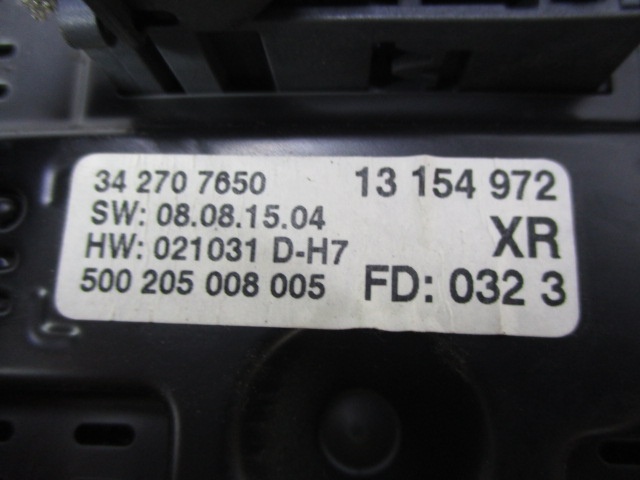 34 270 7650 13 154 972
SW: 08.08.15.04 XR
HW: 021031 D-H7
500 205 008 005 FD: 032 3